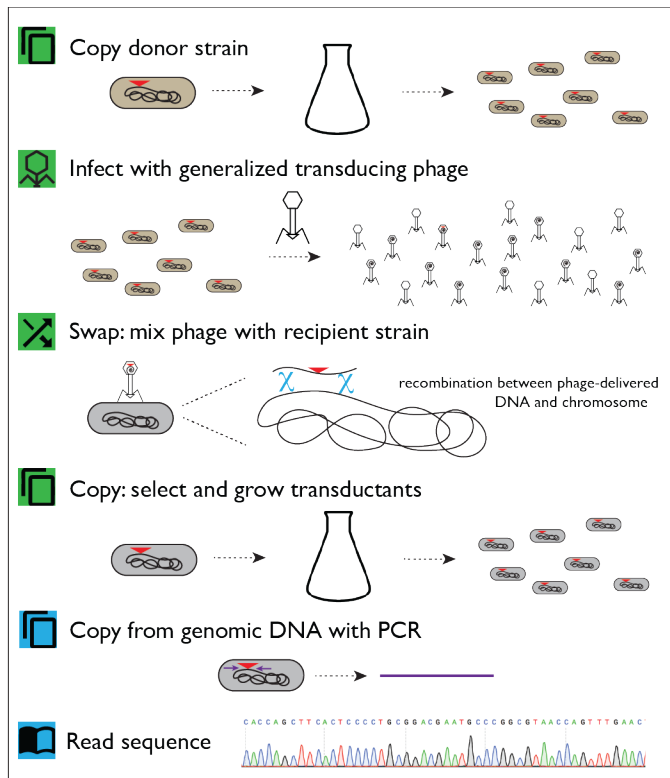 Copy donor strain
Infect with generalized transducing phage
Swap: mix phage with recipient strain
recombination between phage-delivered
DNA and chromosome
Copy: select and grow transductants
Copy from genomic DNA with PCR
Read sequence
CACCAGCTTCACTCCCCTGCGGACGAATGCCCGGCGTAACCAGTTTGAAC